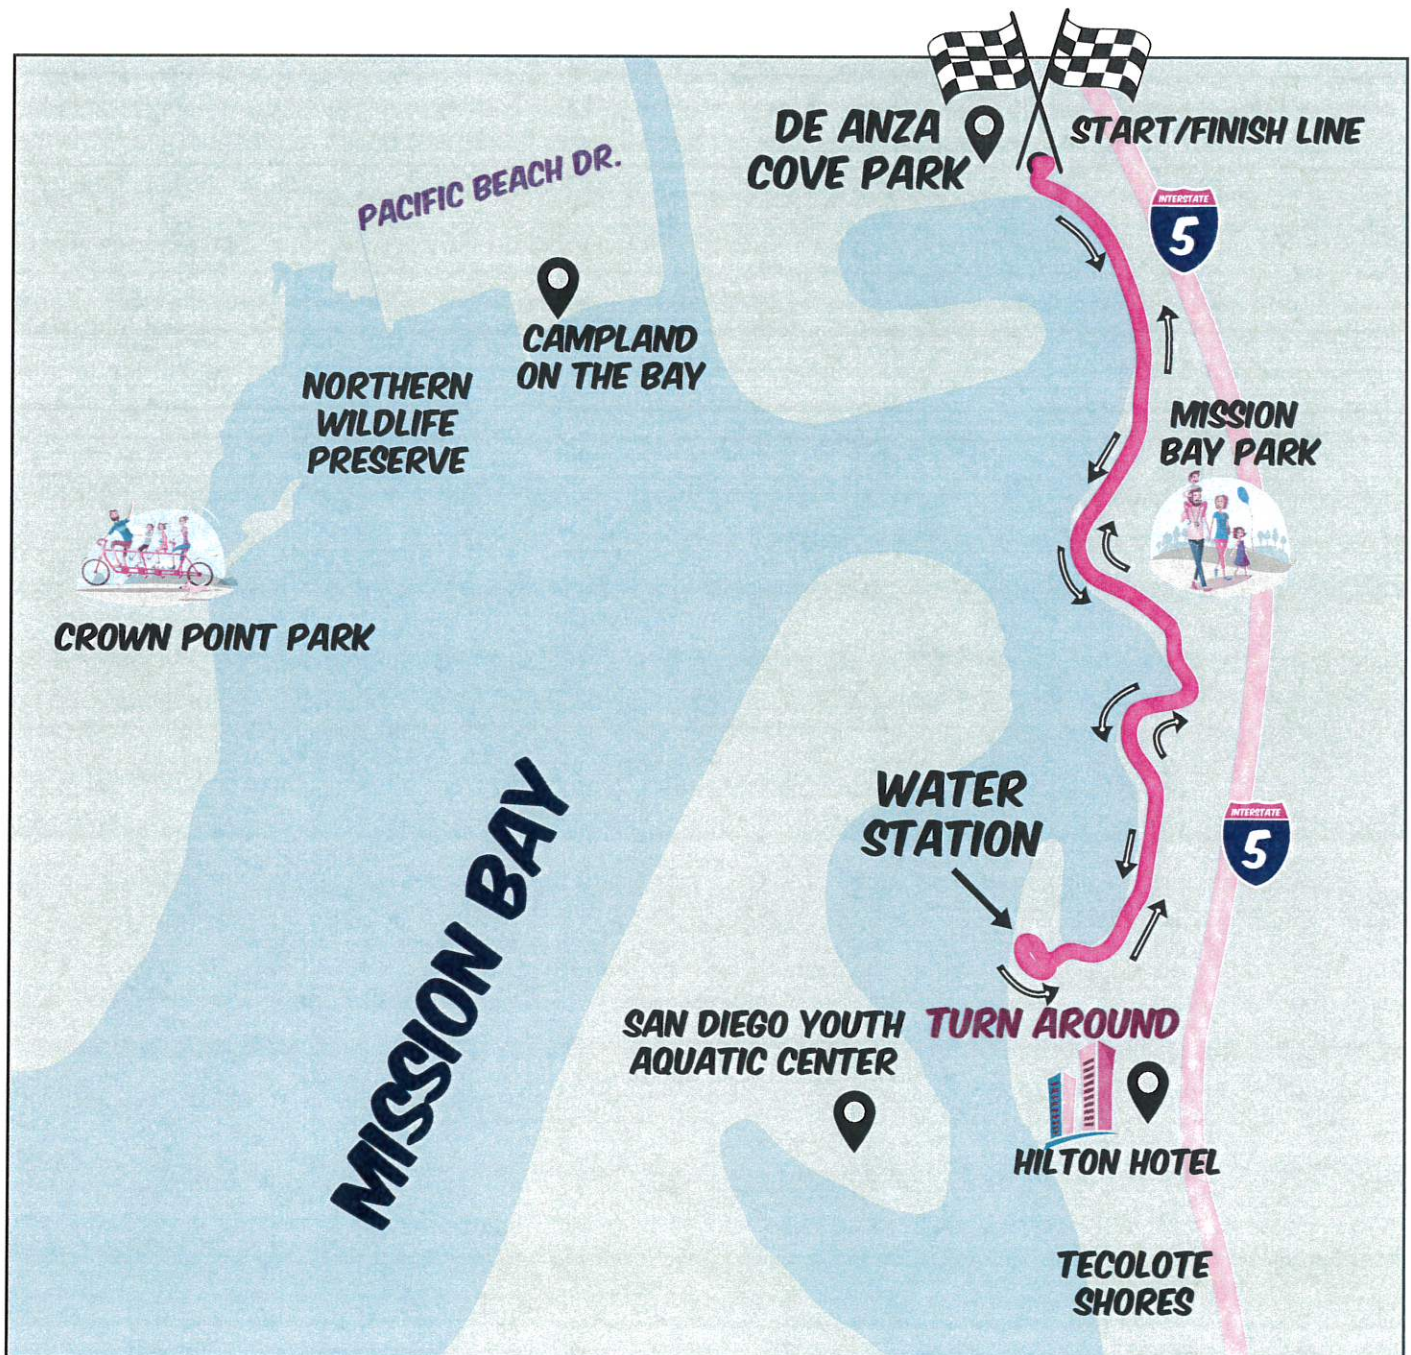 DE ANZA
COVE PARK
START/FINISH LINE
PACIFIC BEACH DR.
INTERSTATE
5
CAMPLAND
ON THE BAY
NORTHERN
WILDLIFE
PRESERVE
MISSION
BAY PARK
CROWN POINT PARK
WATER
STATION
INTERSTATE
5
MISSION BAY
SAN DIEGO YOUTH
AQUATIC CENTER
TURN AROUND
HILTON HOTEL
TECOLOTE
SHORES